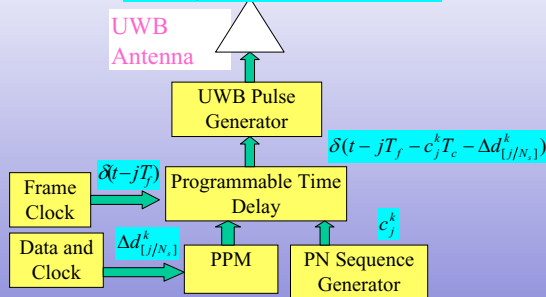 UWB
Antenna
UWB Pulse
Generator
δ(t − jT_f − c_j^k T_c − Δd^k_{[j/N_s]})
δ(t−jT_f)
Frame
Clock
Programmable Time
Delay
c_j^k
Data and
Clock
Δd^k_{[j/N_s]}
PPM
PN Sequence
Generator